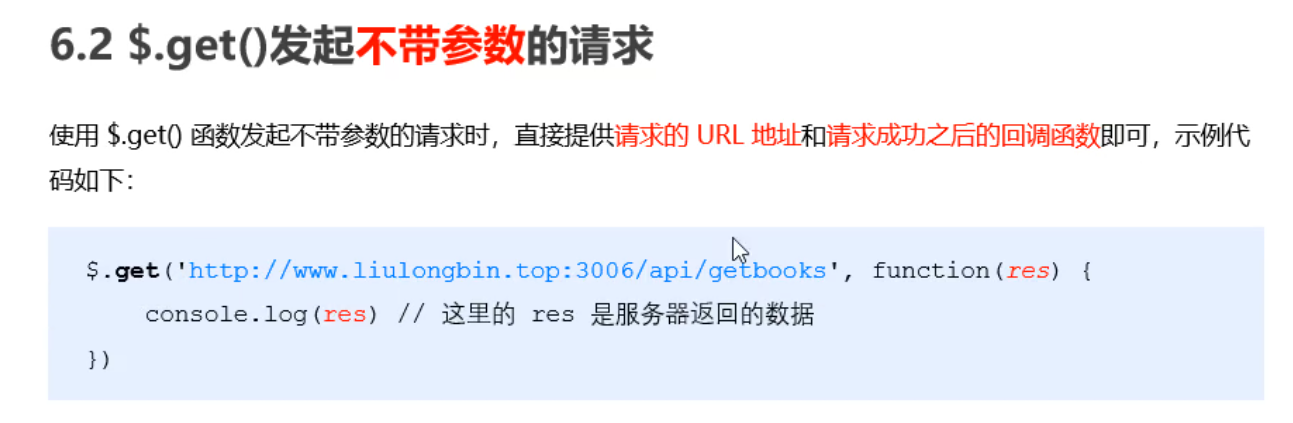 6.2 $.get()发起不带参数的请求
使用 $.get() 函数发起不带参数的请求时，直接提供请求的 URL 地址和请求成功之后的回调函数即可，示例代
码如下：
$.get('http://www.liulongbin.top:3006/api/getbooks', function(res) {
    console.log(res) // 这里的 res 是服务器返回的数据
})